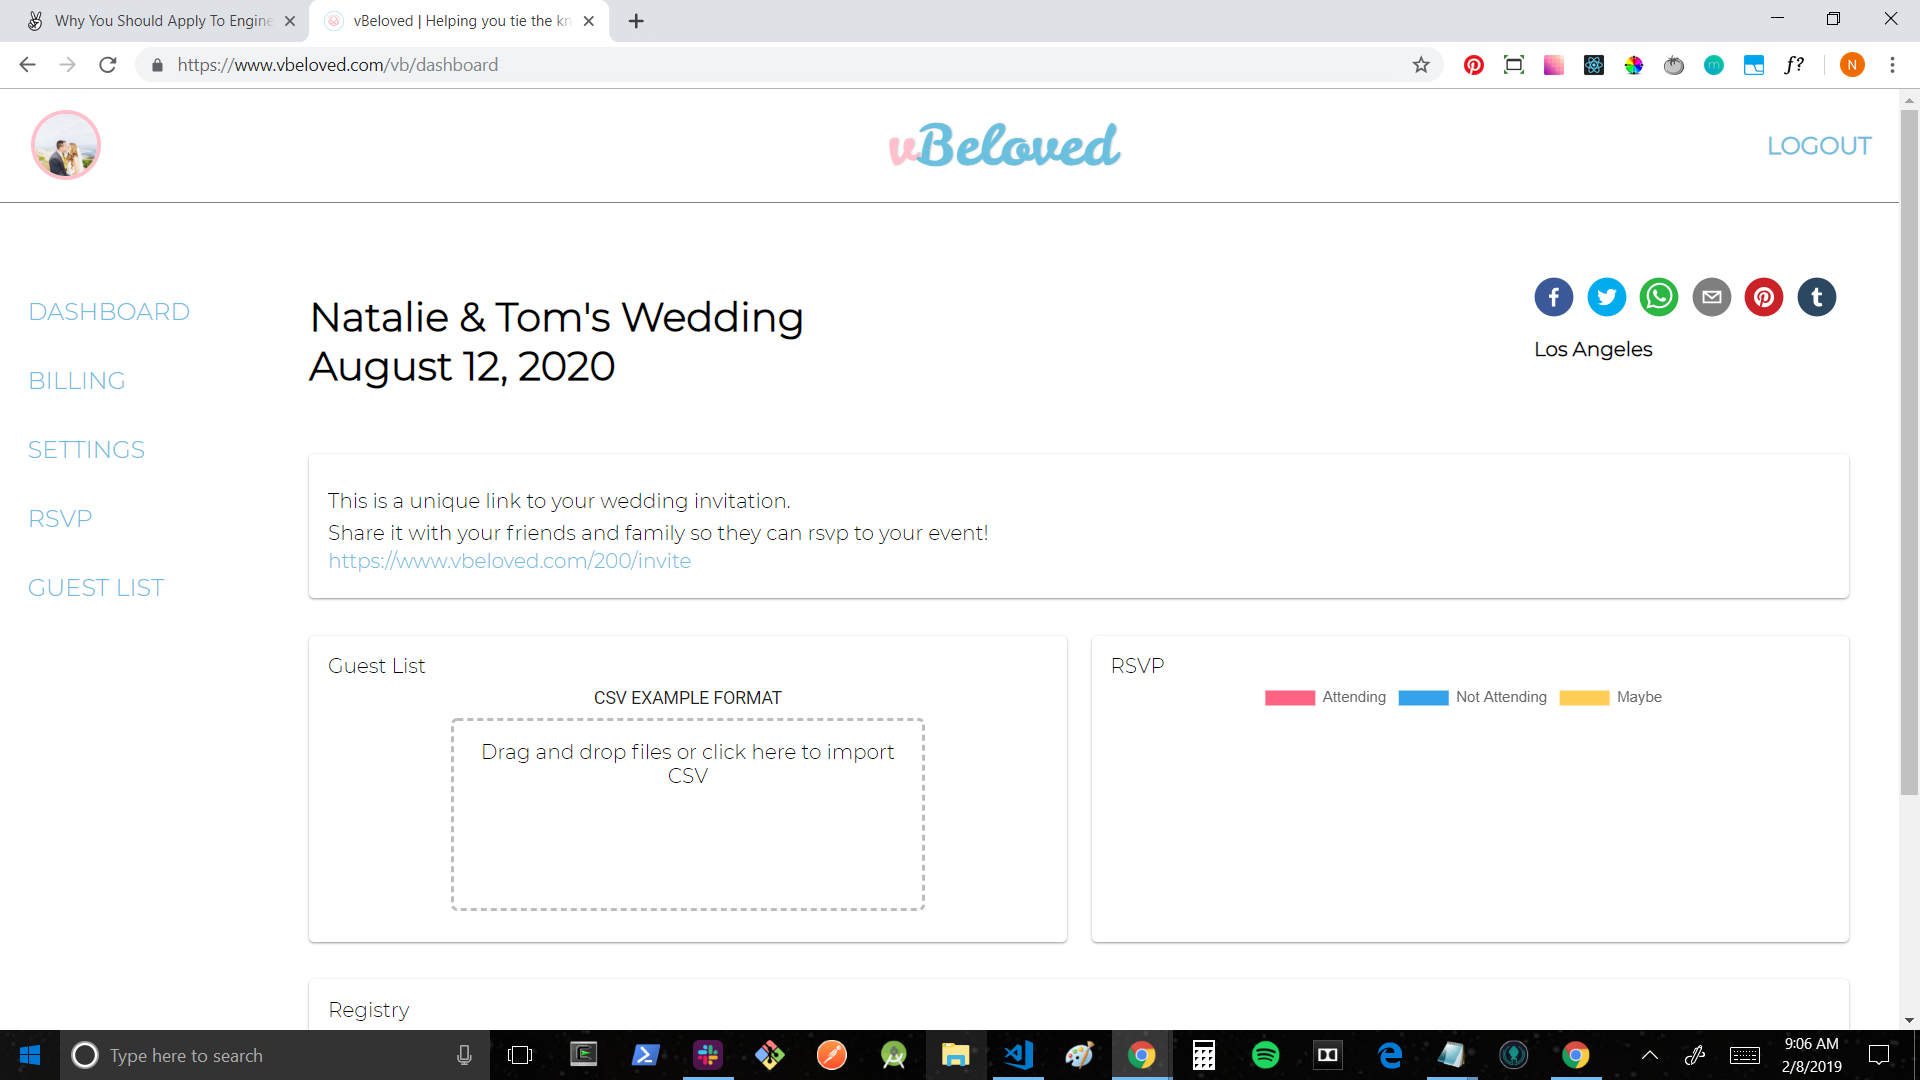 Why You Should Apply To Engine
vBeloved | Helping you tie the kn
https://www.vbeloved.com/vb/dashboard
f?
N
m
vBeloved
LOGOUT
DASHBOARD
BILLING
SETTINGS
RSVP
GUEST LIST
Natalie & Tom's Wedding
August 12, 2020
Los Angeles
This is a unique link to your wedding invitation.
Share it with your friends and family so they can rsvp to your event!
https://www.vbeloved.com/200/invite
Guest List
CSV EXAMPLE FORMAT
Drag and drop files or click here to import
CSV
RSVP
Attending Not Attending Maybe
Registry
Type here to search
9:06 AM
2/8/2019